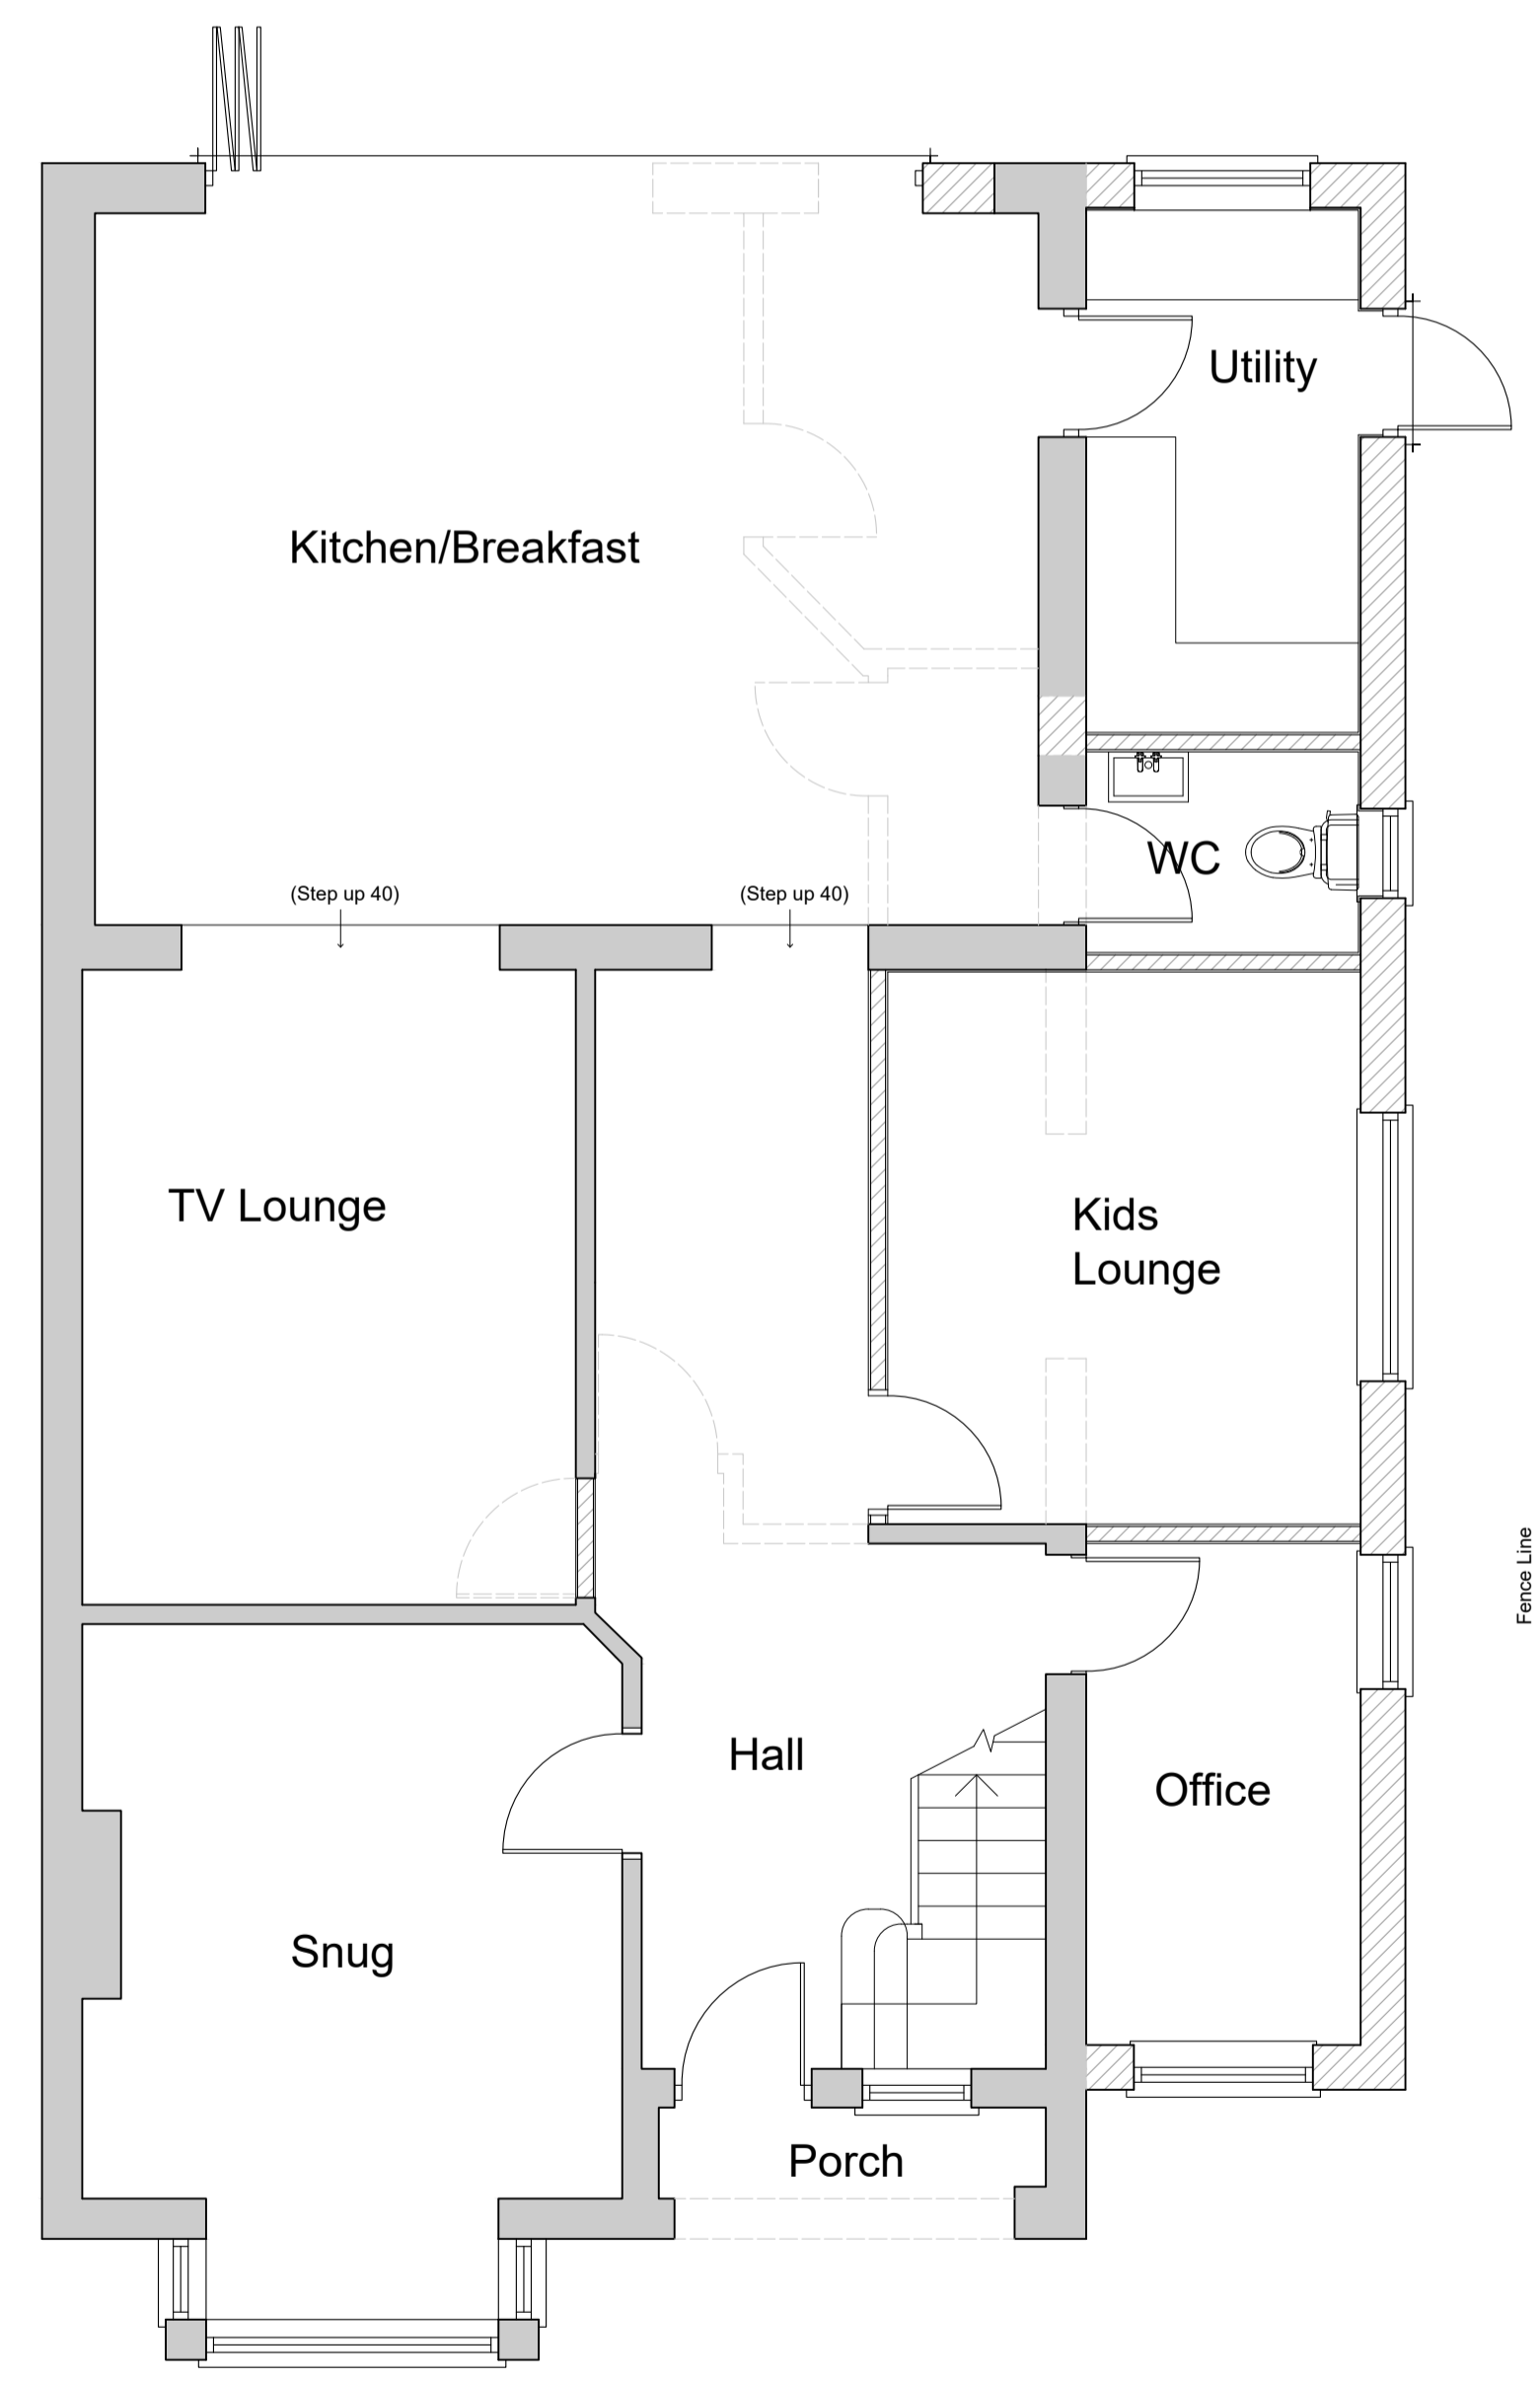 Utility
Kitchen/Breakfast
WC
(Step up 40)
(Step up 40)
TV Lounge
Kids
Lounge
Fence Line
Hall
Office
Snug
Porch